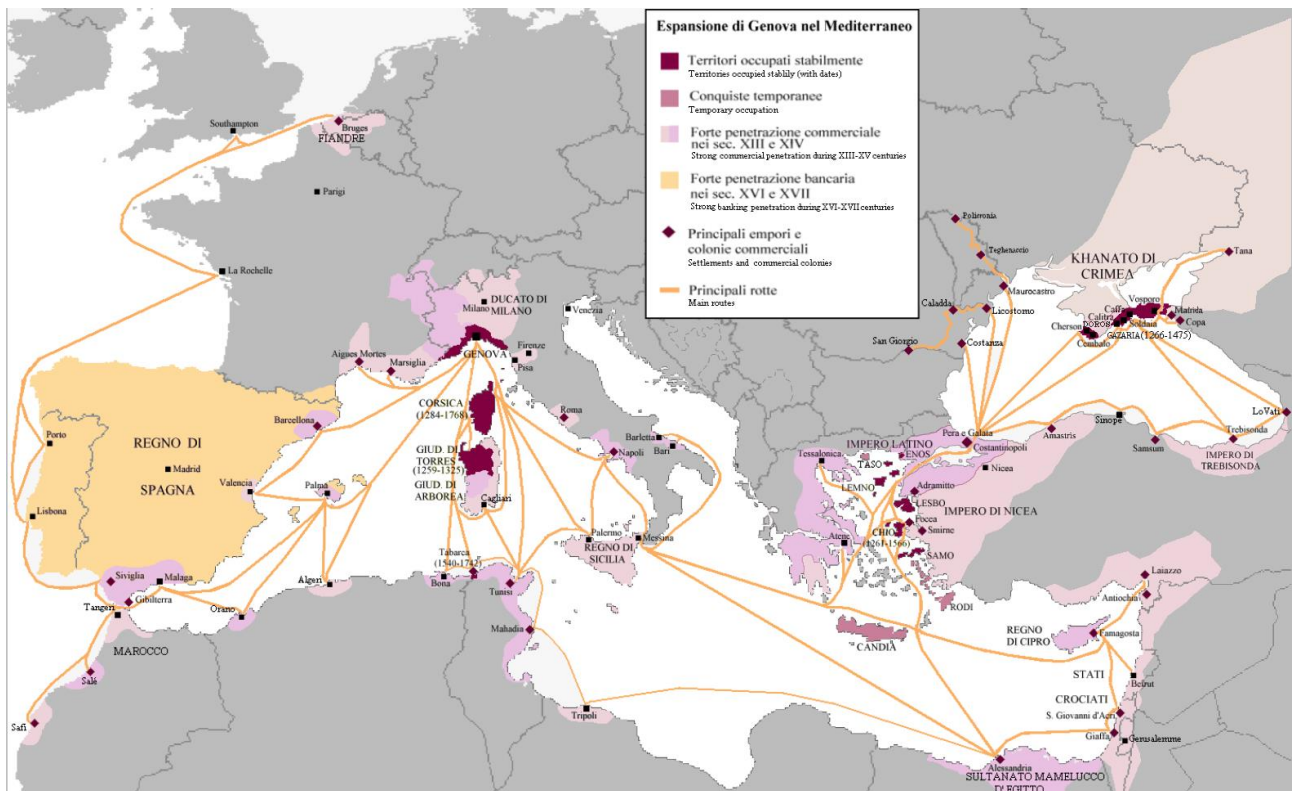 Espansione di Genova nel Mediterraneo
Territori occupati stabilmente
Territories occupied stablily (with dates)
Conquiste temporanee
Temporary occupation
Forte penetrazione commerciale
nei sec. XIII e XIV
Strong commercial penetration during XIII-XV centuries
Forte penetrazione bancaria
nei sec. XVI e XVII
Strong banking penetration during XVI-XVII centuries
Principali empori e
colonie commerciali
Settlements and commercial colonies
Principali rotte
Main routes
Southampton
Bruges
FIANDRE
Parigi
La Rochelle
Polironia
Teghenaccio
Tana
KHANATO DI
CRIMEA
Maurocastro
Caladda
Licostomo
Vosporo
Caffa
Matrida
Calitra
Copa
Cherson
DOROS
Soldaia
GAZARIA (1266-1475)
Cembalo
San Giorgio
Costanza
DUCATO DI
MILANO
Milano
Venezia
GENOVA
Firenze
Pisa
Aigues Mortes
Marsiglia
CORSICA
(1284-1768)
Roma
Barcellona
Barletta
Bari
Napoli
LoVati
Sinope
Trebisonda
Amastris
Samsum
IMPERO DI
TREBISONDA
Pera e Galata
Costantinopoli
IMPERO LATINO
ENOS
Tessalonica
TASO
Nicea
Porto
REGNO DI
SPAGNA
Madrid
GIUD. DI
TORRES
(1259-1325)
GIUD. DI
ARBOREA
Cagliari
Valencia
Palma
Lisbona
LEMNO
Adramitto
LESBO
IMPERO DI NICEA
Focea
Smirne
CHIO
(1261-1566)
Atene
SAMO
Palermo
Messina
REGNO DI
SICILIA
Tabarca
(1540-1742)
Bona
Tunisi
Algeri
Siviglia
Malaga
Gibilterra
Tangeri
Orano
Mahadia
MAROCCO
Salé
Safi
Tripoli
RODI
CANDIA
Laiazzo
Antiochia
REGNO
DI CIPRO
Famagosta
STATI
CROCIATI
Beirut
S. Giovanni d'Acri
Giaffa
Gerusalemme
Alessandria
SULTANATO MAMELUCCO
D'EGITTO